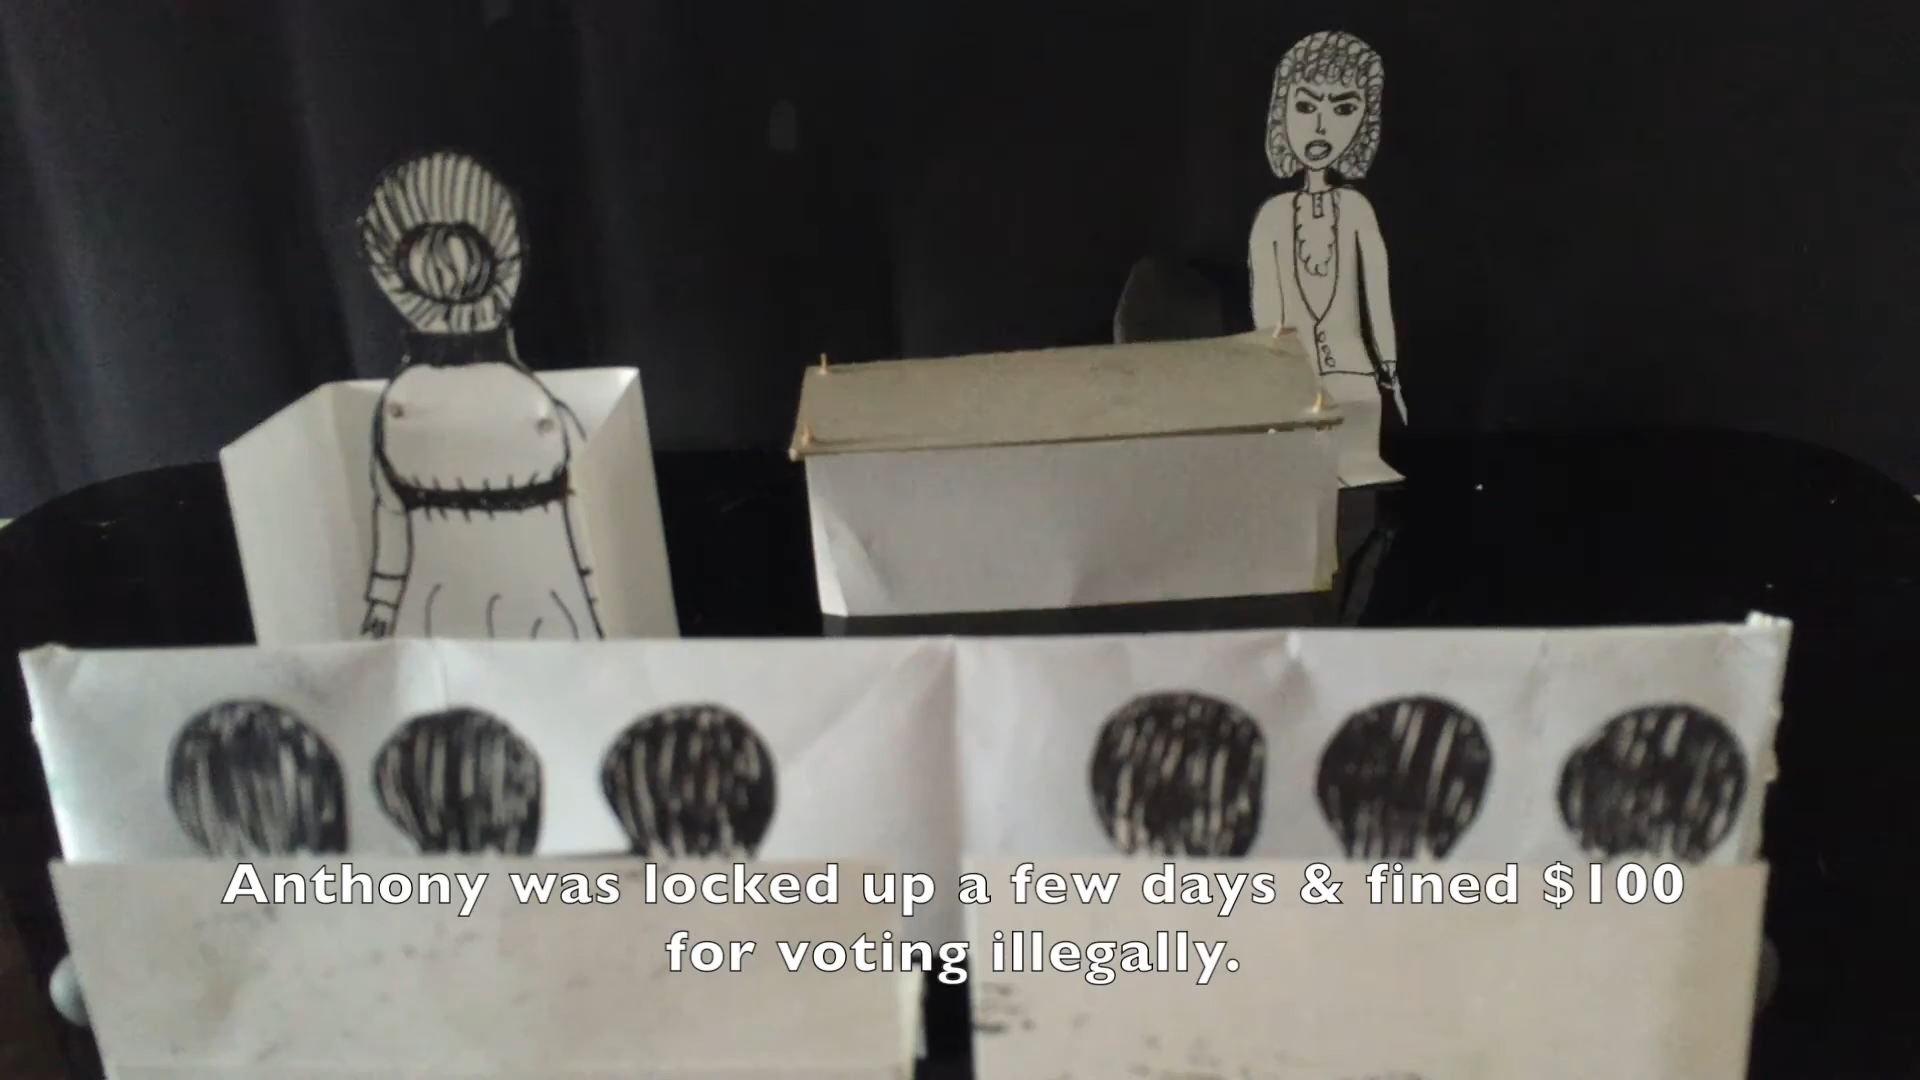 Anthony was locked up a few days & fined $100
for voting illegally.